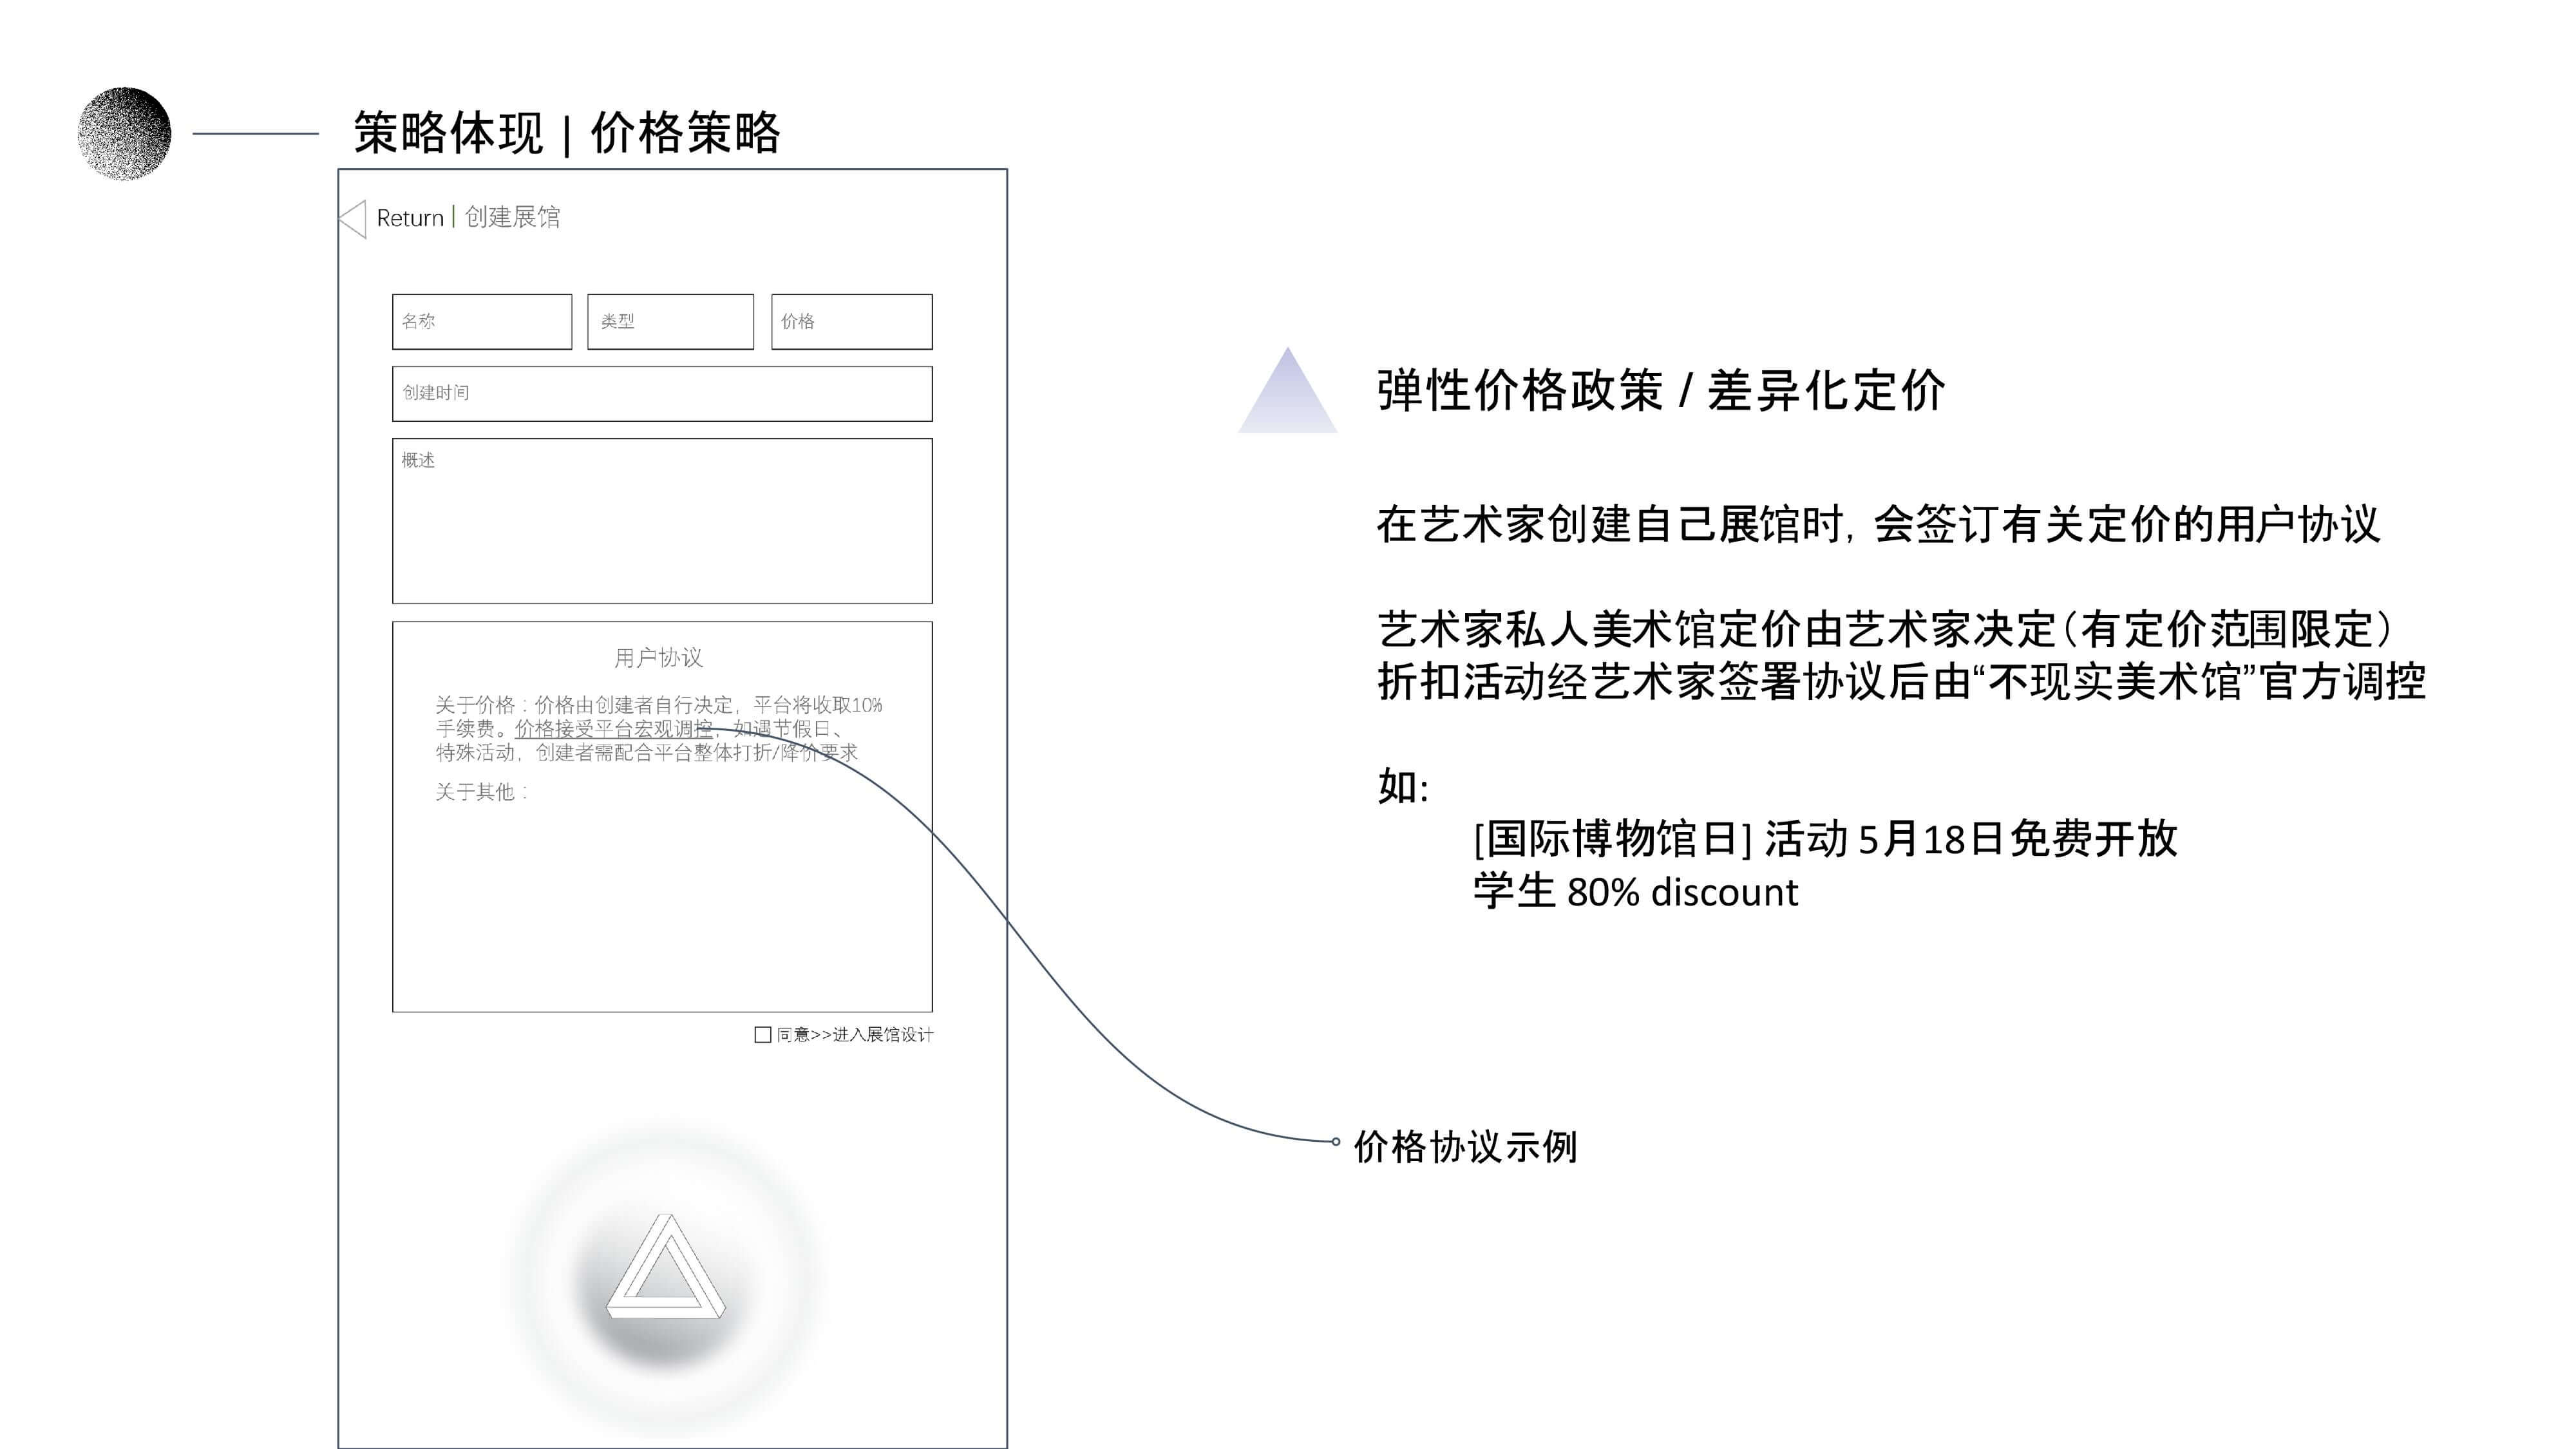 策略体现 | 价格策略
Return | 创建展馆
名称
类型
价格
创建时间
概述
用户协议
关于价格：价格由创建者自行决定，平台将收取10%
手续费。价格接受平台宏观调控，如遇节假日、
特殊活动，创建者需配合平台整体打折/降价要求
关于其他：
同意>>进入展馆设计
弹性价格政策 / 差异化定价
在艺术家创建自己展馆时，会签订有关定价的用户协议
艺术家私人美术馆定价由艺术家决定（有定价范围限定）
折扣活动经艺术家签署协议后由“不现实美术馆”官方调控
如:
[国际博物馆日] 活动 5月18日免费开放
学生 80% discount
价格协议示例